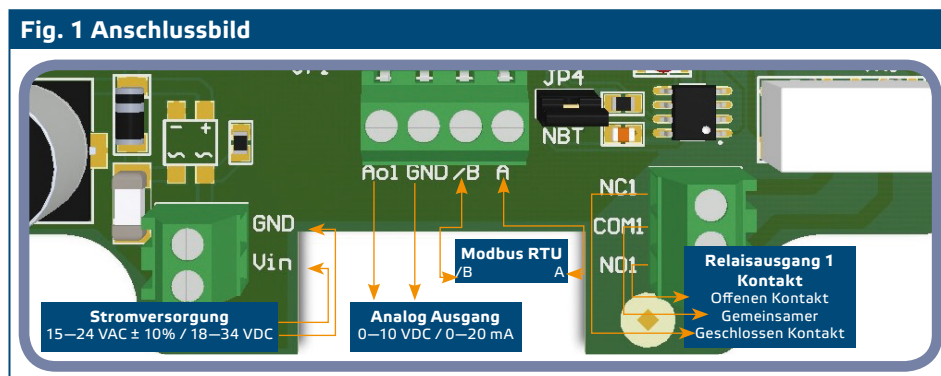 Fig. 1 Anschlussbild
JP4
NBT
Ao1 GND /B A
NC1
COM1
NO1
GND
Vin
Modbus RTU
/B A
Stromversorgung
15—24 VAC ± 10% / 18—34 VDC
Analog Ausgang
0—10 VDC / 0—20 mA
Relaisausgang 1
Kontakt
Offenen Kontakt
Gemeinsamer
Geschlossen Kontakt